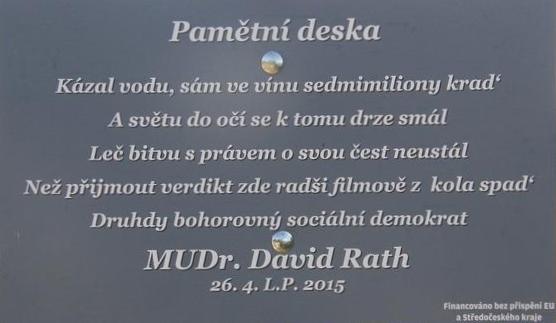 Pamětní deska
Kázal vodu, sám ve vínu sedmimiliony krad‘
A světu do očí se k tomu drze smál
Leč bitvu s právem o svou čest neustál
Než přijmout verdikt zde radši filmově z kola spad‘
Druhdy bohorovný sociální demokrat
MUDr. David Rath
26. 4. L.P. 2015
Financováno bez přispění EU
a Středočeského kraje